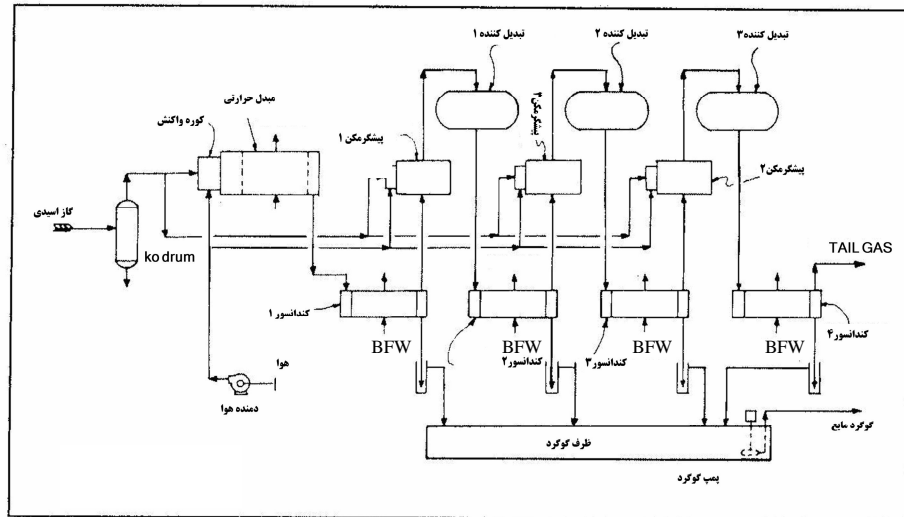 تبدیل کننده ۱
تبدیل کننده ۲
تبدیل کننده ۳
مبدل حرارتی
کوره واکنش
پیشگرمکن ۱
پیشگرمکن ۲
پیشگرمکن ۲
گاز اسیدی
ko drum
TAIL GAS
کندانسور ۱
کندانسور ۲
کندانسور ۳
کندانسور ۴
BFW
BFW
BFW
BFW
هوا
دمنده هوا
گوگرد مایع
ظرف گوگرد
پمپ گوگرد